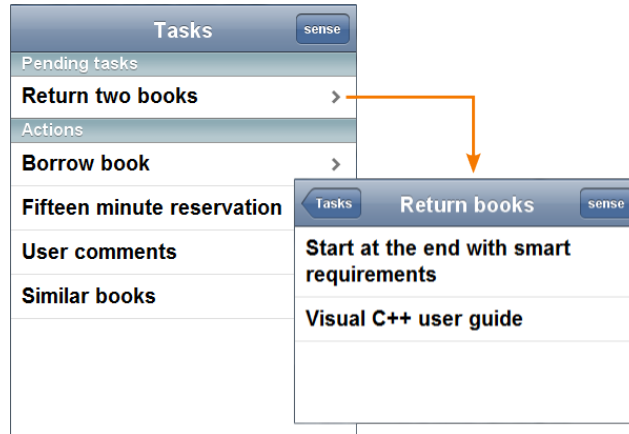 Tasks
sense
Pending tasks
Return two books
Actions
Borrow book
Fifteen minute reservation
User comments
Similar books
Tasks
Return books
sense
Start at the end with smart
requirements
Visual C++ user guide